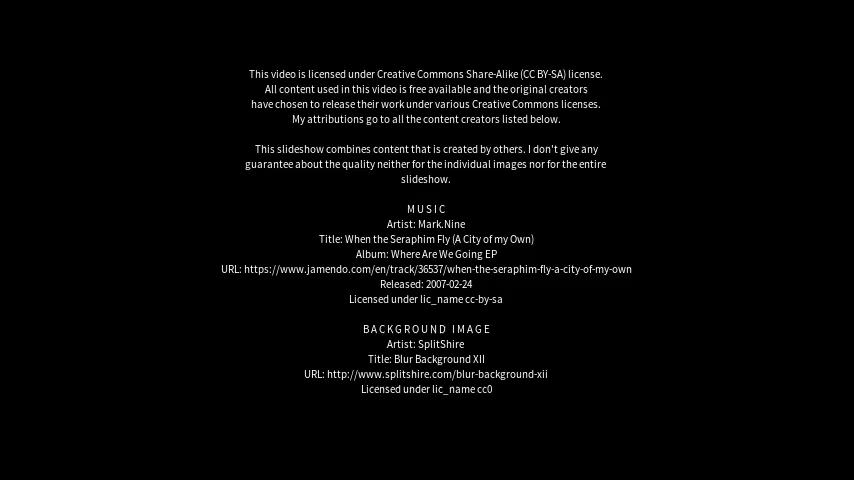 This video is licensed under Creative Commons Share-Alike (CC BY-SA) license.
All content used in this video is free available and the original creators
have chosen to release their work under various Creative Commons licenses.
My attributions go to all the content creators listed below.
This slideshow combines content that is created by others. I don't give any
guarantee about the quality neither for the individual images nor for the entire
slideshow.
MUSIC
Artist: Mark.Nine
Title: When the Seraphim Fly (A City of my Own)
Album: Where Are We Going EP
URL: https://www.jamendo.com/en/track/36537/when-the-seraphim-fly-a-city-of-my-own
Released: 2007-02-24
Licensed under lic_name cc-by-sa
BACKGROUND IMAGE
Artist: SplitShire
Title: Blur Background XII
URL: http://www.splitshire.com/blur-background-xii
Licensed under lic_name cc0